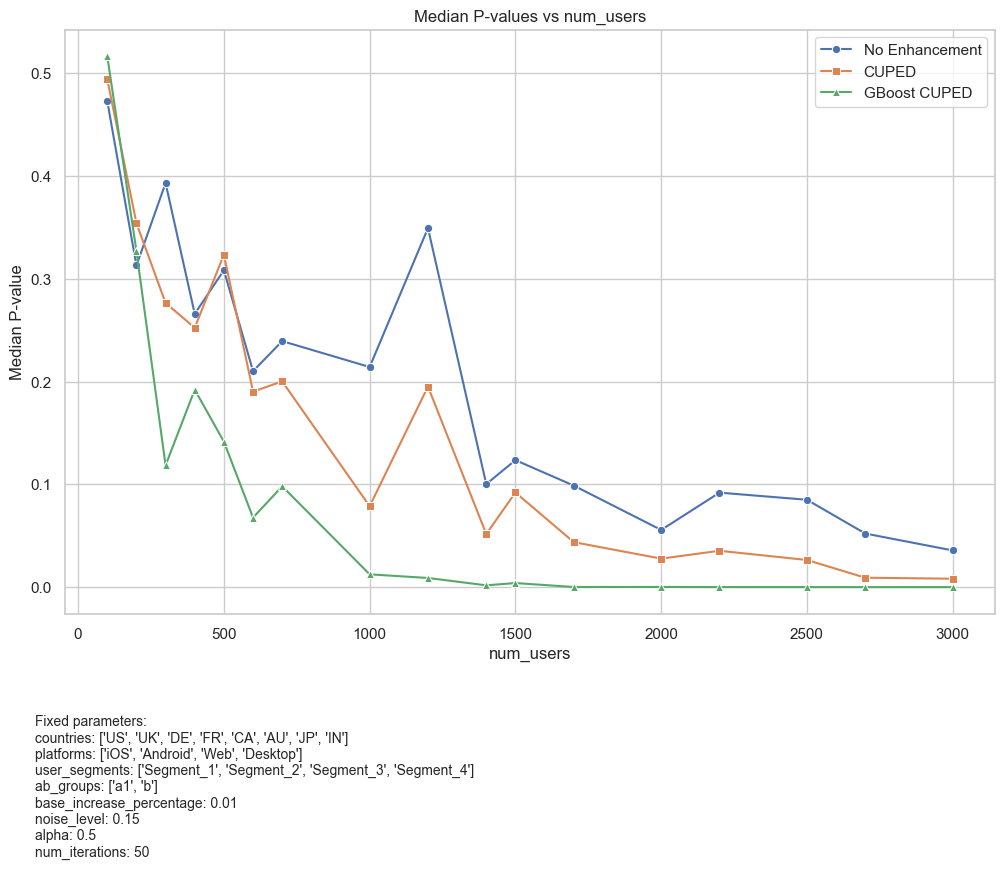 Median P-values vs num_users
No Enhancement
CUPED
GBoost CUPED
Median P-value
0.5
0.4
0.3
0.2
0.1
0.0
0
500
1000
1500
2000
2500
3000
num_users
Fixed parameters:
countries: ['US', 'UK', 'DE', 'FR', 'CA', 'AU', 'JP', 'IN']
platforms: ['iOS', 'Android', 'Web', 'Desktop']
user_segments: ['Segment_1', 'Segment_2', 'Segment_3', 'Segment_4']
ab_groups: ['a1', 'b']
base_increase_percentage: 0.01
noise_level: 0.15
alpha: 0.5
num_iterations: 50